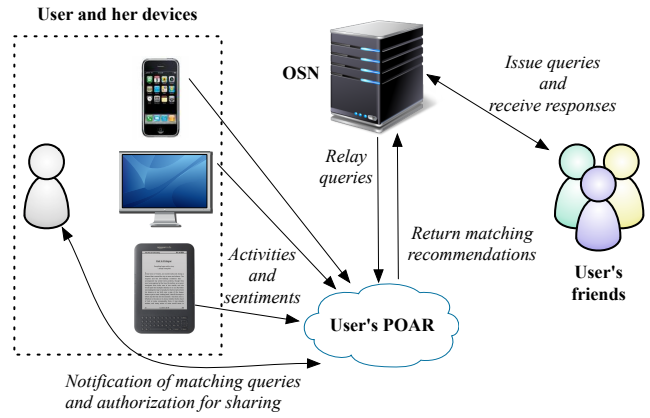 User and her devices
OSN
Issue queries
and
receive responses
Relay
queries
Return matching
recommendations
Activities
and
sentiments
User's POAR
User's
friends
Notification of matching queries
and authorization for sharing